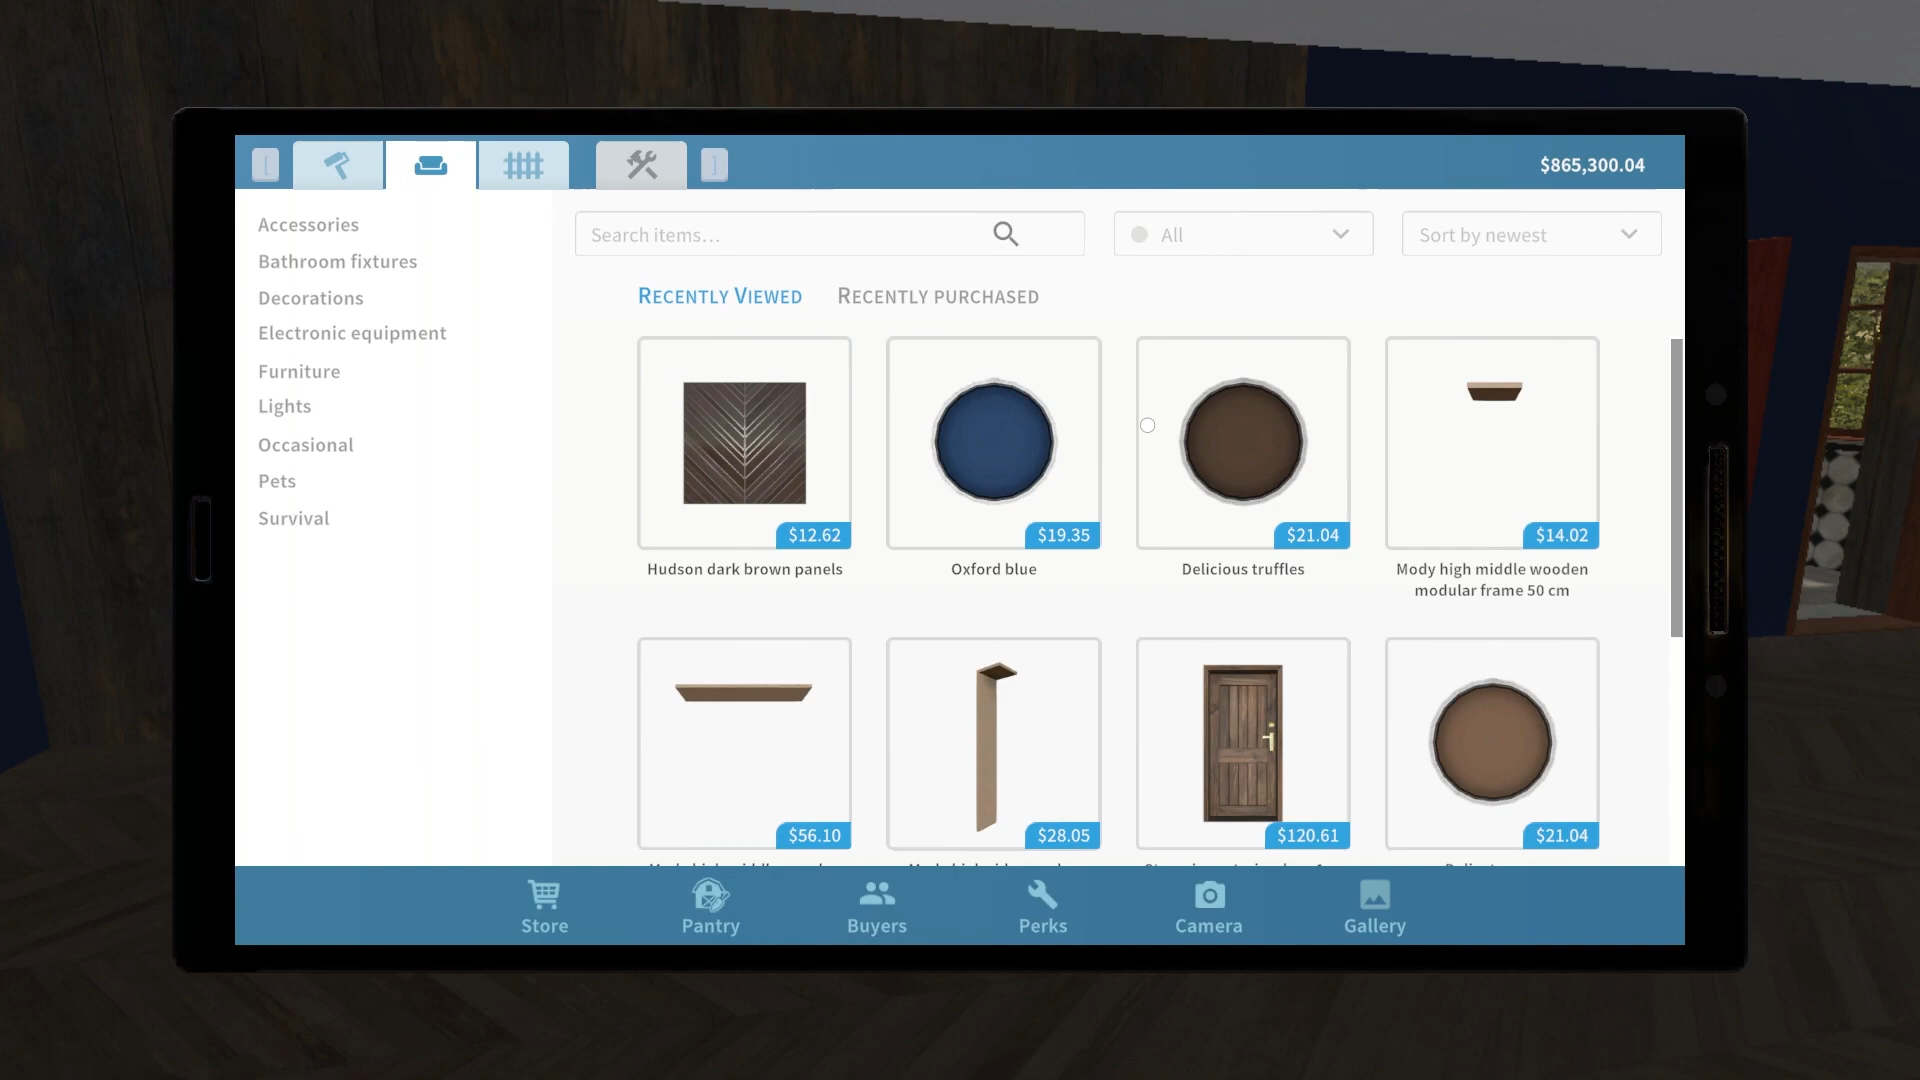 [
]
$865,300.04
Accessories
Bathroom fixtures
Decorations
Electronic equipment
Furniture
Lights
Occasional
Pets
Survival
Search items...
All
Sort by newest
RECENTLY VIEWED
RECENTLY PURCHASED
$12.62
$19.35
$21.04
$14.02
Hudson dark brown panels
Oxford blue
Delicious truffles
Mody high middle wooden
modular frame 50 cm
$56.10
$28.05
$120.61
$21.04
Store
Pantry
Buyers
Perks
Camera
Gallery